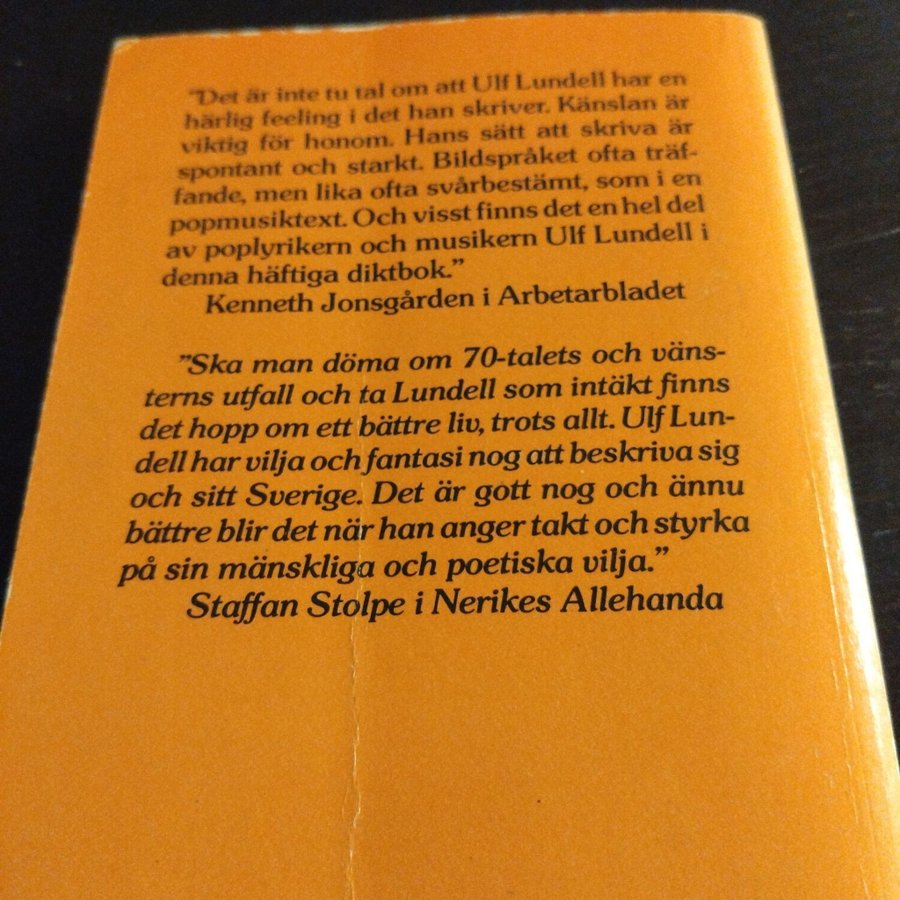 "Det är inte tu tal om att Ulf Lundell har en
härlig feeling i det han skriver. Känslan är
viktig för honom. Hans sätt att skriva är
spontant och starkt. Bildspråket ofta träf-
fande, men lika ofta svårbestämt, som i en
popmusiktext. Och visst finns det en hel del
av poplyrikern och musikern Ulf Lundell i
denna häftiga diktbok."
Kenneth Jonsgården i Arbetarbladet
"Ska man döma om 70-talets och väns-
terns utfall och ta Lundell som intäkt finns
det hopp om ett bättre liv, trots allt. Ulf Lun-
dell har vilja och fantasi nog att beskriva sig
och sitt Sverige. Det är gott nog och ännu
bättre blir det när han anger takt och styrka
på sin mänskliga och poetiska vilja."
Staffan Stolpe i Nerikes Allehanda